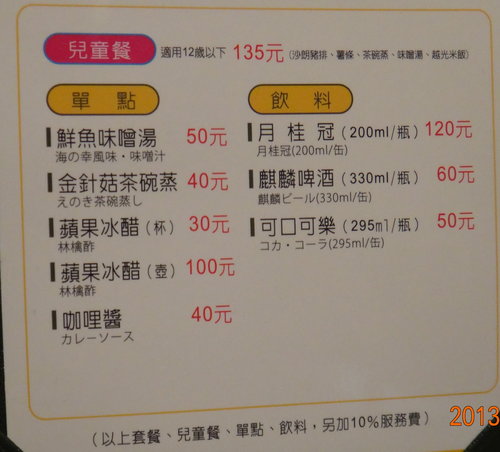 兒童餐 適用12歲以下 135元 (沙朗豬排、薯條、茶碗蒸、味噌湯、越光米飯)
單點
鮮魚味噌湯 50元
海の幸風味・味噌汁
金針菇茶碗蒸 40元
えのき茶碗蒸し
蘋果冰醋(杯) 30元
林檎酢
蘋果冰醋(壺) 100元
林檎酢
咖哩醬 40元
カレーソース
飲料
月桂冠(200ml/瓶) 120元
月桂冠(200ml/缶)
麒麟啤酒(330ml/瓶) 60元
麒麟ビール(330ml/缶)
可口可樂(295ml/瓶) 50元
コカ・コーラ(295ml/缶)
(以上套餐、兒童餐、單點、飲料,另加10%服務費)
2013